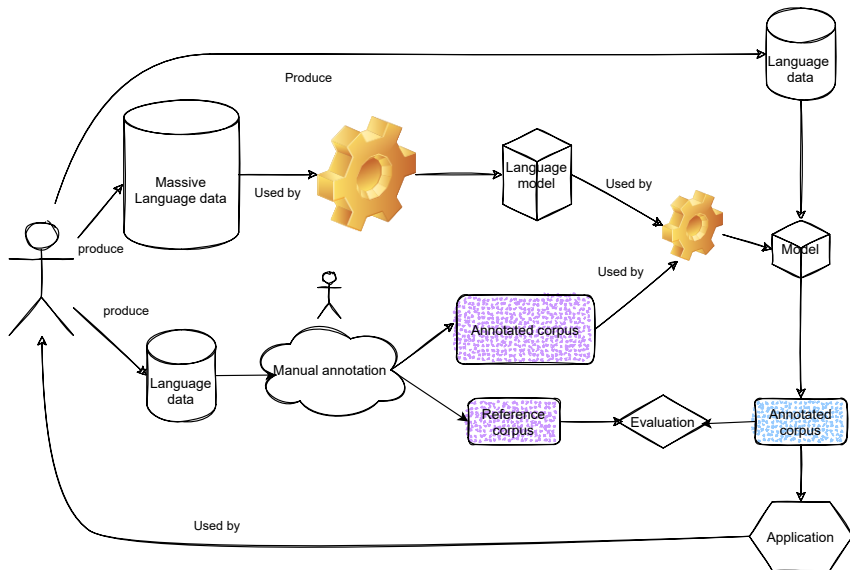 Language
data
Produce
Massive
Language data
Used by
Language
model
Used by
Model
produce
Used by
produce
Annotated corpus
Manual annotation
Language
data
Reference
corpus
Evaluation
Annotated
corpus
Used by
Application